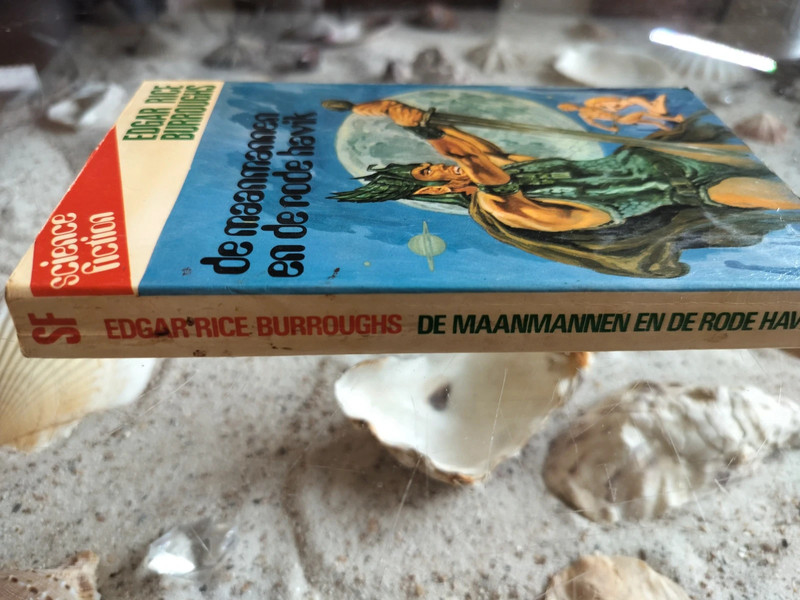 EDGAR RICE
BURROUGHS
science
fiction
de maanmannen
en de rode havik
SF EDGAR RICE BURROUGHS DE MAANMANNEN EN DE RODE HAV